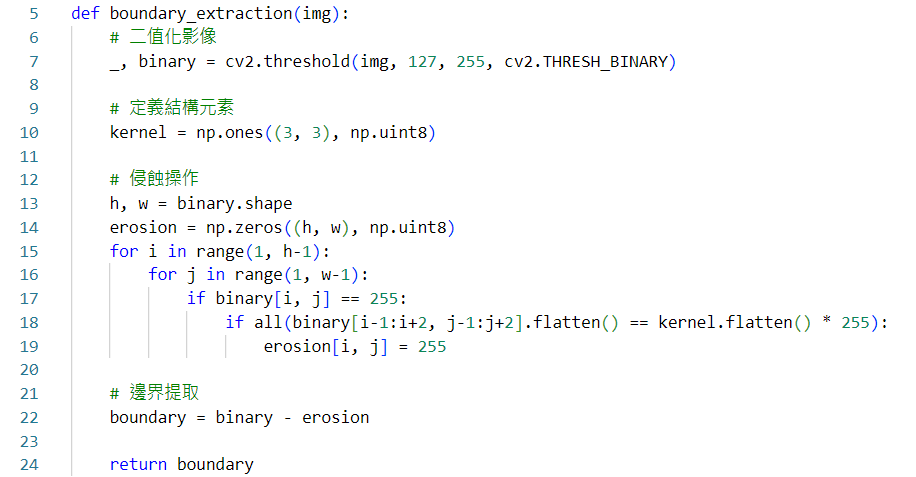 5 def boundary_extraction(img):
6 # 二值化影像
7 _, binary = cv2.threshold(img, 127, 255, cv2.THRESH_BINARY)
8
9 # 定義結構元素
10 kernel = np.ones((3, 3), np.uint8)
11
12 # 侵蝕操作
13 h, w = binary.shape
14 erosion = np.zeros((h, w), np.uint8)
15 for i in range(1, h-1):
16 for j in range(1, w-1):
17 if binary[i, j] == 255:
18 if all(binary[i-1:i+2, j-1:j+2].flatten() == kernel.flatten() * 255):
19 erosion[i, j] = 255
20
21 # 邊界提取
22 boundary = binary - erosion
23
24 return boundary